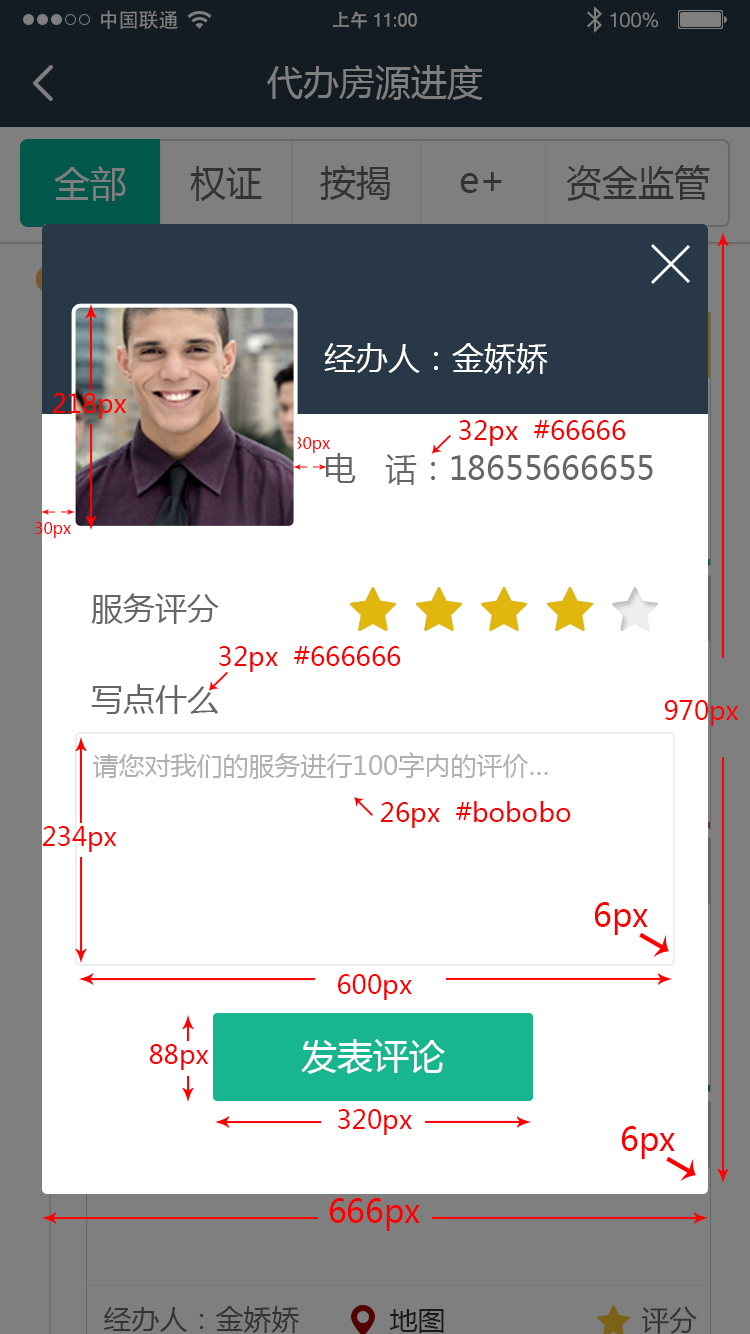 中国联通 上午 11:00 100%
代办房源进度
全部 权证 按揭 e+ 资金监管
经办人：金娇娇
218px
32px #66666
30px
电 话：18655666655
30px
服务评分
32px #666666
写点什么
970px
请您对我们的服务进行100字内的评价...
26px #bobobo
234px
6px
600px
88px
发表评论
320px
6px
666px
经办人：金娇娇 地图 评分